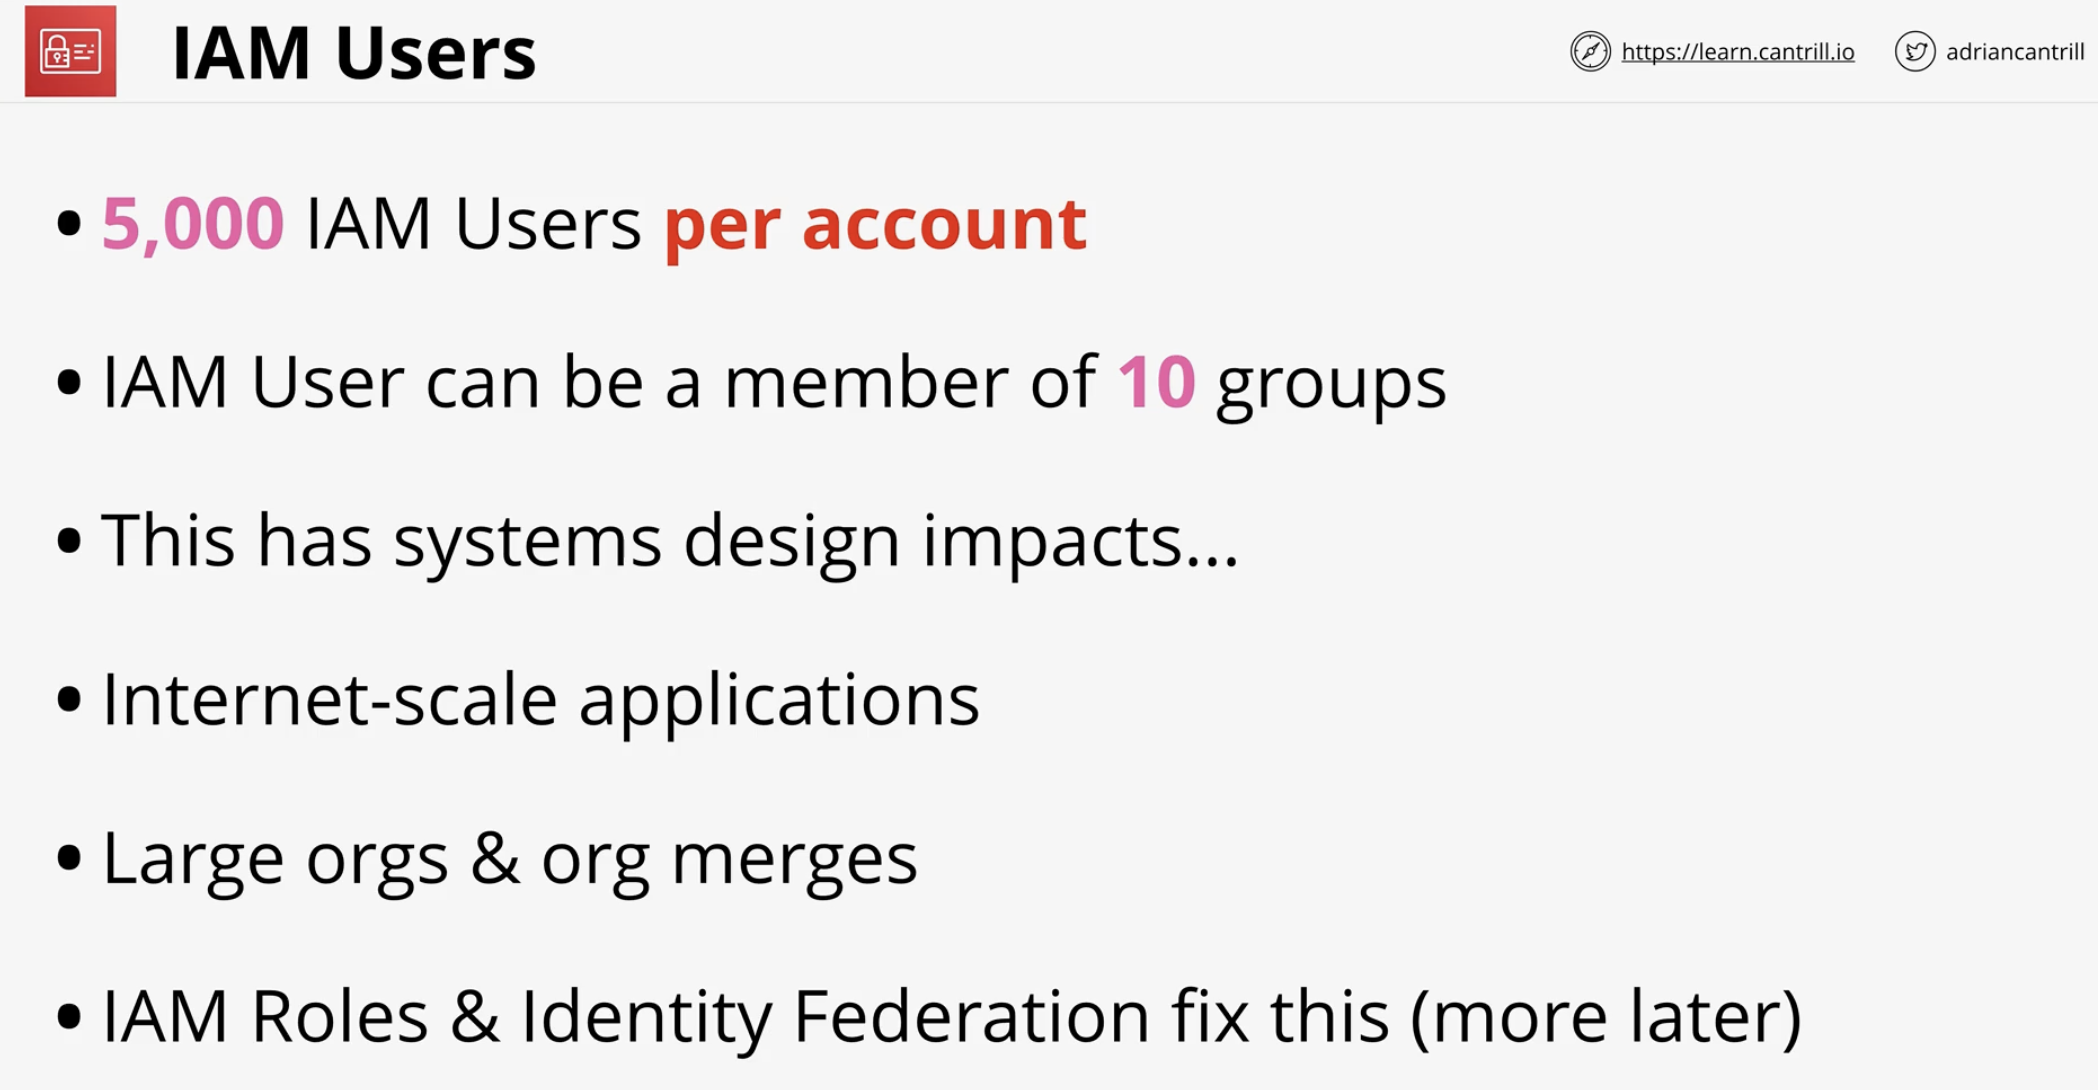 IAM Users
https://learn.cantrill.io
adriancantrill
• 5,000 IAM Users per account
• IAM User can be a member of 10 groups
• This has systems design impacts...
• Internet-scale applications
• Large orgs & org merges
• IAM Roles & Identity Federation fix this (more later)